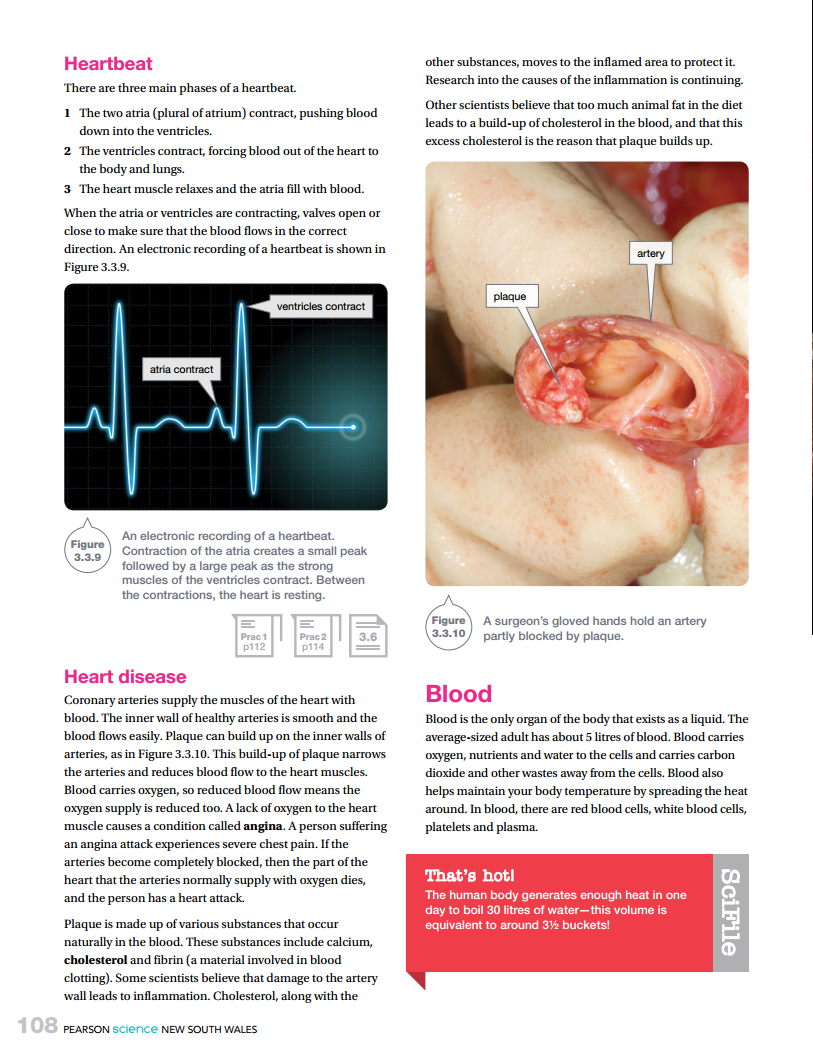 Heartbeat
There are three main phases of a heartbeat.
1 The two atria (plural of atrium) contract, pushing blood
down into the ventricles.
2 The ventricles contract, forcing blood out of the heart to
the body and lungs.
3 The heart muscle relaxes and the atria fill with blood.
When the atria or ventricles are contracting, valves open or
close to make sure that the blood flows in the correct
direction. An electronic recording of a heartbeat is shown in
Figure 3.3.9.
ventricles contract
atria contract
Figure
3.3.9
An electronic recording of a heartbeat.
Contraction of the atria creates a small peak
followed by a large peak as the strong
muscles of the ventricles contract. Between
the contractions, the heart is resting.
Prac 1
p112
Prac 2
p114
3.6
Heart disease
Coronary arteries supply the muscles of the heart with
blood. The inner wall of healthy arteries is smooth and the
blood flows easily. Plaque can build up on the inner walls of
arteries, as in Figure 3.3.10. This build-up of plaque narrows
the arteries and reduces blood flow to the heart muscles.
Blood carries oxygen, so reduced blood flow means the
oxygen supply is reduced too. A lack of oxygen to the heart
muscle causes a condition called angina. A person suffering
an angina attack experiences severe chest pain. If the
arteries become completely blocked, then the part of the
heart that the arteries normally supply with oxygen dies,
and the person has a heart attack.
Plaque is made up of various substances that occur
naturally in the blood. These substances include calcium,
cholesterol and fibrin (a material involved in blood
clotting). Some scientists believe that damage to the artery
wall leads to inflammation. Cholesterol, along with the
other substances, moves to the inflamed area to protect it.
Research into the causes of the inflammation is continuing.
Other scientists believe that too much animal fat in the diet
leads to a build-up of cholesterol in the blood, and that this
excess cholesterol is the reason that plaque builds up.
artery
plaque
Figure
3.3.10
A surgeon's gloved hands hold an artery
partly blocked by plaque.
Blood
Blood is the only organ of the body that exists as a liquid. The
average-sized adult has about 5 litres of blood. Blood carries
oxygen, nutrients and water to the cells and carries carbon
dioxide and other wastes away from the cells. Blood also
helps maintain your body temperature by spreading the heat
around. In blood, there are red blood cells, white blood cells,
platelets and plasma.
That's hot!
The human body generates enough heat in one
day to boil 30 litres of water—this volume is
equivalent to around 3½ buckets!
SciFile
108 PEARSON science NEW SOUTH WALES